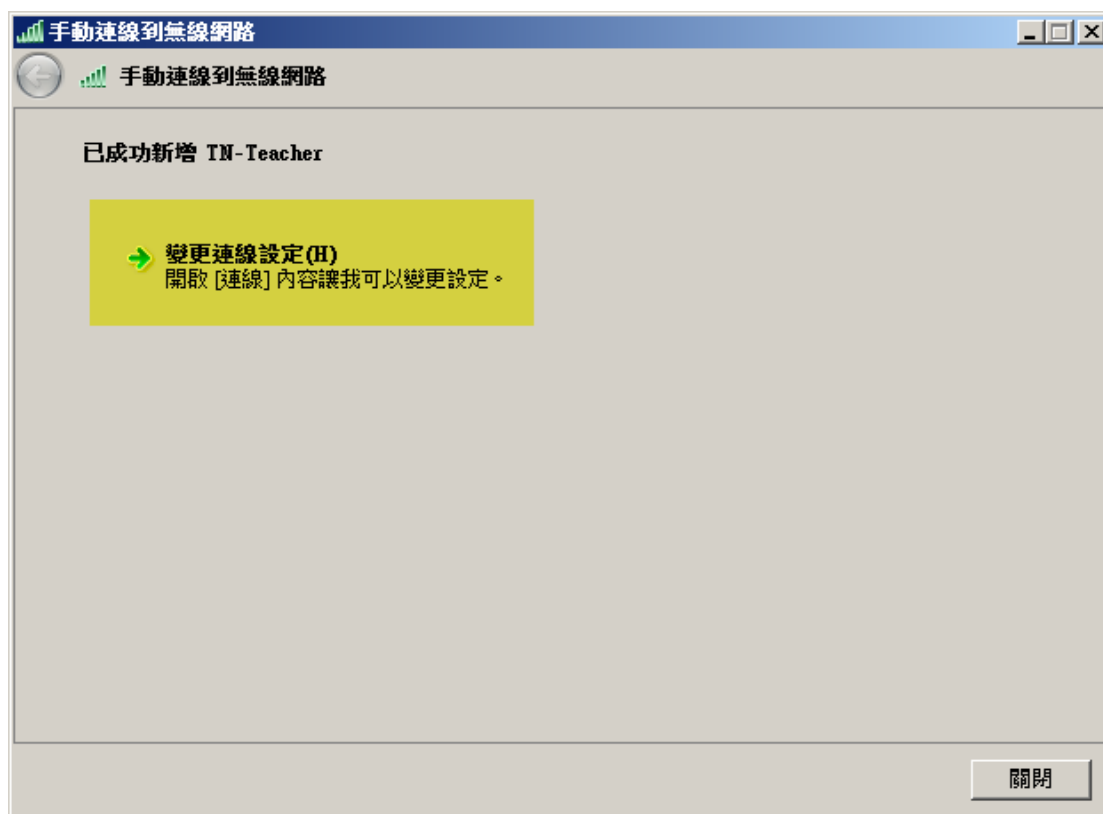 手動連線到無線網路
手動連線到無線網路
已成功新增 TN-Teacher
變更連線設定(H)
開啟 [連線] 內容讓我可以變更設定。
關閉